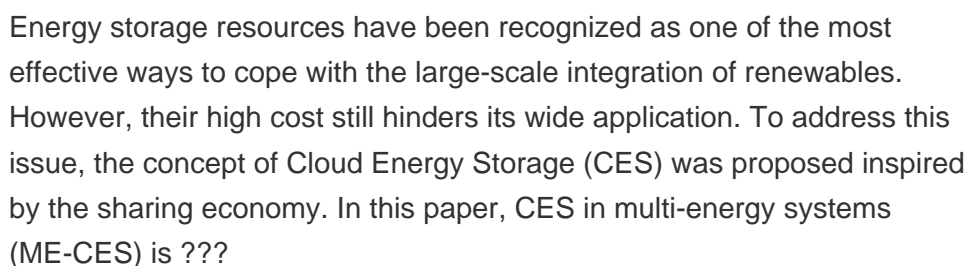 Energy storage resources have been recognized as one of the most
effective ways to cope with the large-scale integration of renewables.
However, their high cost still hinders its wide application. To address this
issue, the concept of Cloud Energy Storage (CES) was proposed inspired
by the sharing economy. In this paper, CES in multi-energy systems
(ME-CES) is ???